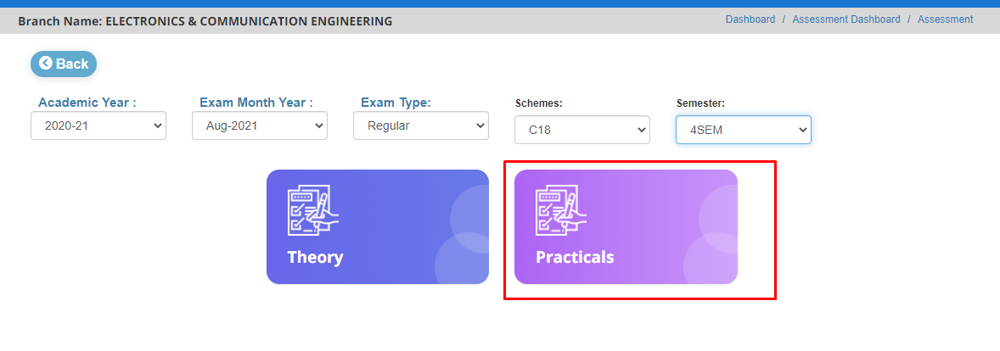 Branch Name: ELECTRONICS & COMMUNICATION ENGINEERING
Dashboard / Assessment Dashboard / Assessment
Back
Academic Year :
Exam Month Year :
Exam Type:
Schemes:
Semester:
2020-21
Aug-2021
Regular
C18
4SEM
Theory
Practicals